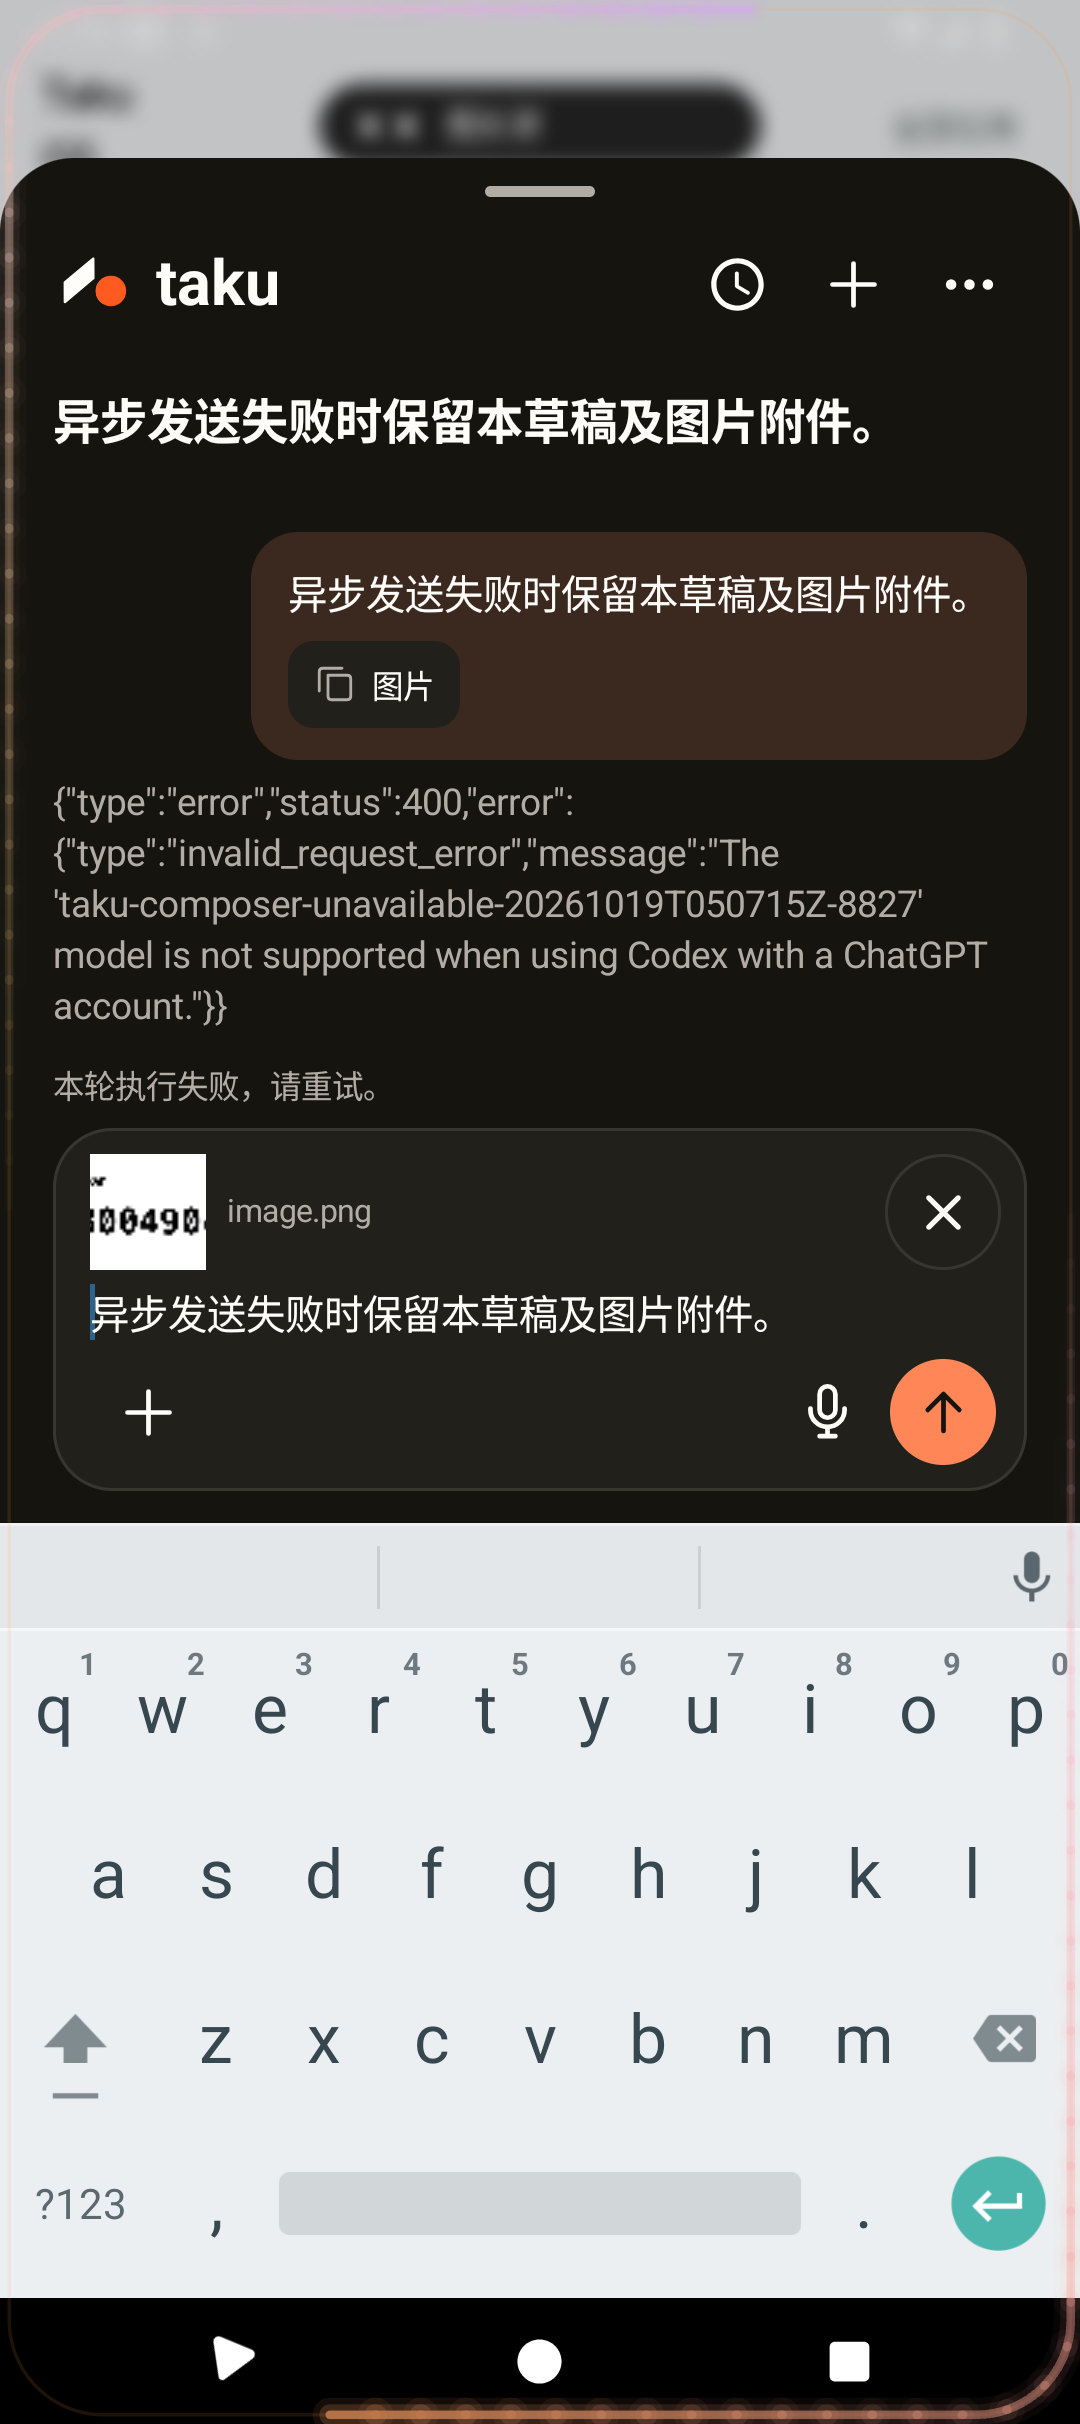 taku
异步发送失败时保留本草稿及图片附件。
异步发送失败时保留本草稿及图片附件。
图片
{"type":"error","status":400,"error":
{"type":"invalid_request_error","message":"The
'taku-composer-unavailable-20261019T050715Z-8827'
model is not supported when using Codex with a ChatGPT
account."}}
本轮执行失败，请重试。
image.png
异步发送失败时保留本草稿及图片附件。
1 2 3 4 5 6 7 8 9 0
q w e r t y u i o p
a s d f g h j k l
z x c v b n m
?123 , .